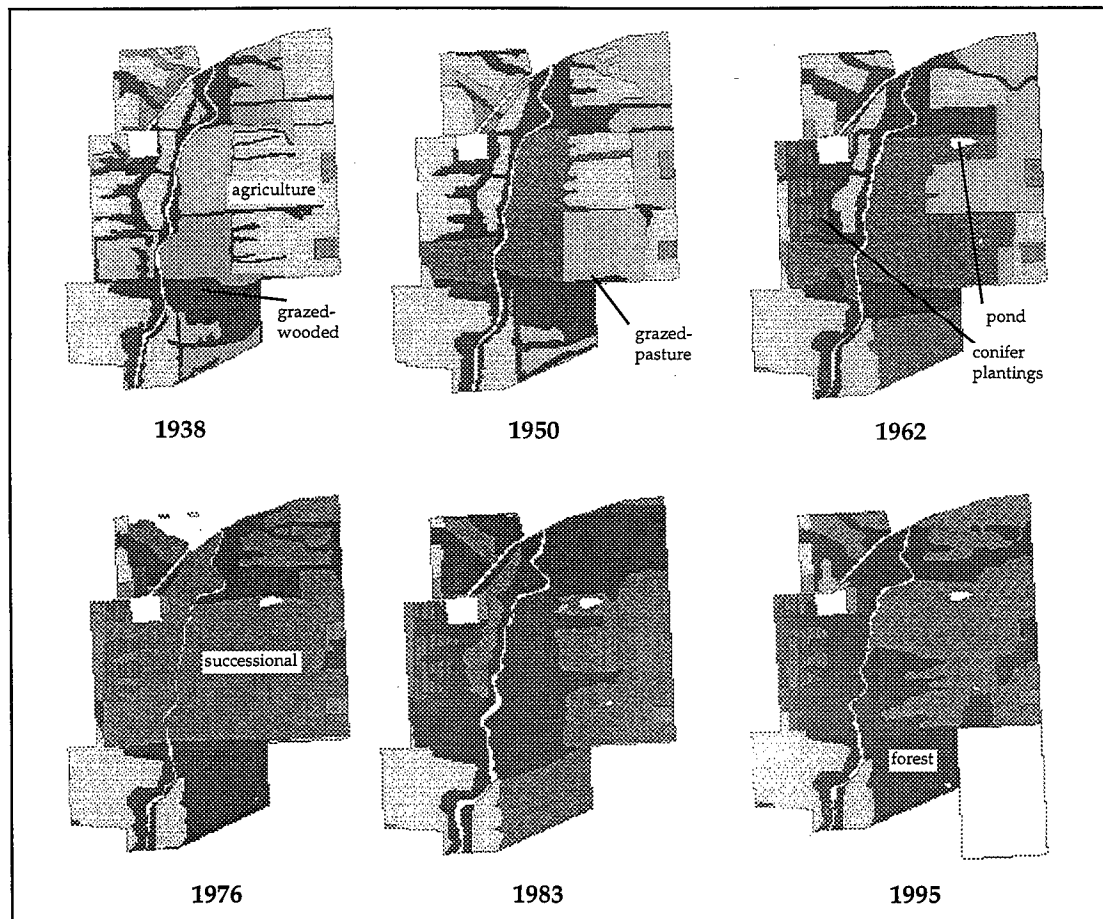 agriculture
grazed-
wooded
grazed-
pasture
pond
conifer
plantings
1938
1950
1962
successional
forest
1976
1983
1995